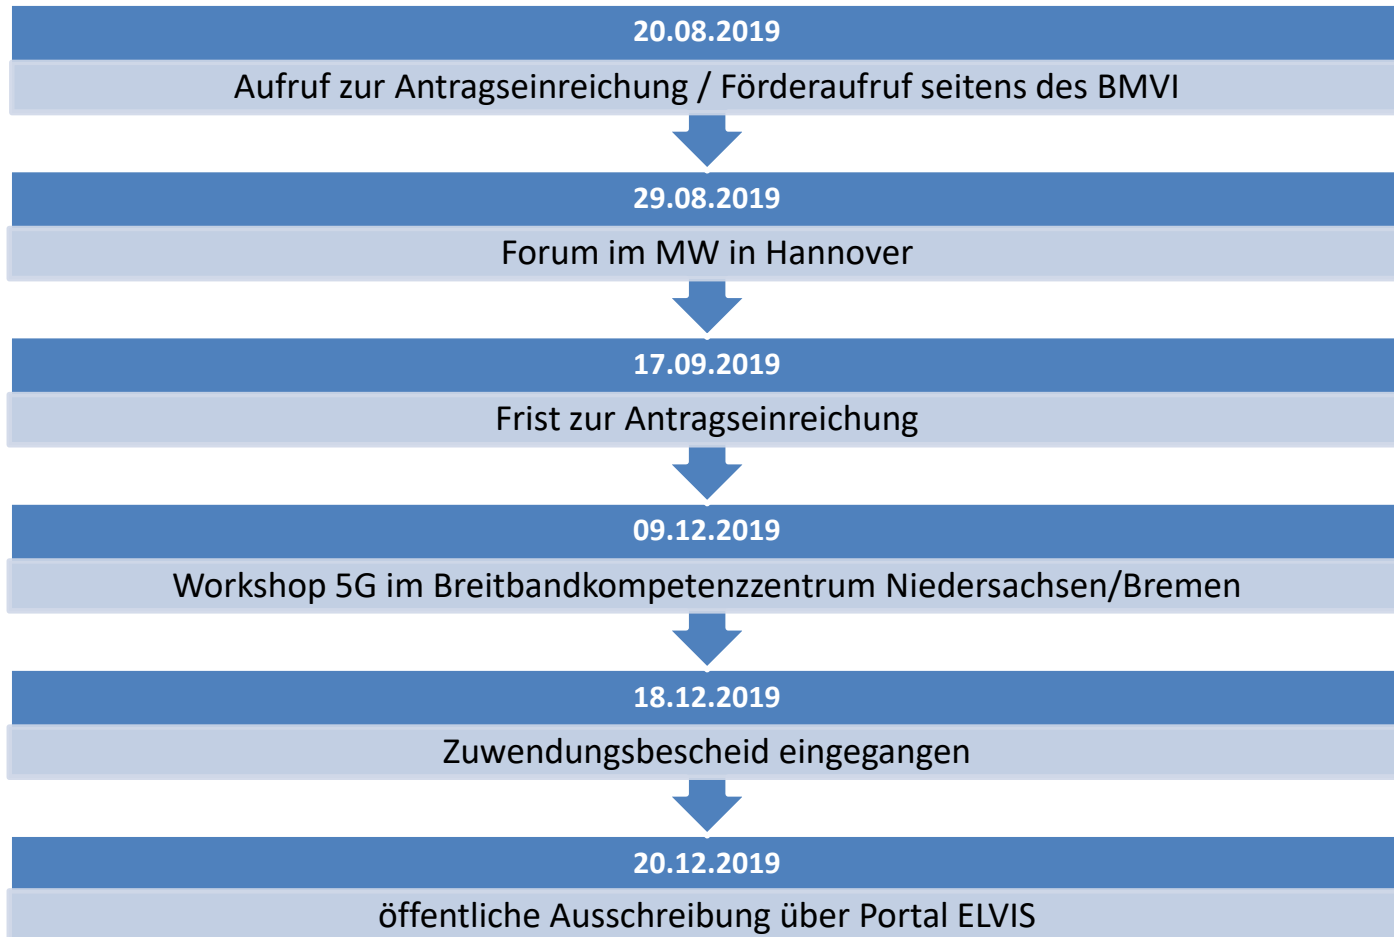 20.08.2019
Aufruf zur Antragseinreichung / Förderaufruf seitens des BMVI
29.08.2019
Forum im MW in Hannover
17.09.2019
Frist zur Antragseinreichung
09.12.2019
Workshop 5G im Breitbandkompetenzzentrum Niedersachsen/Bremen
18.12.2019
Zuwendungsbescheid eingegangen
20.12.2019
öffentliche Ausschreibung über Portal ELVIS